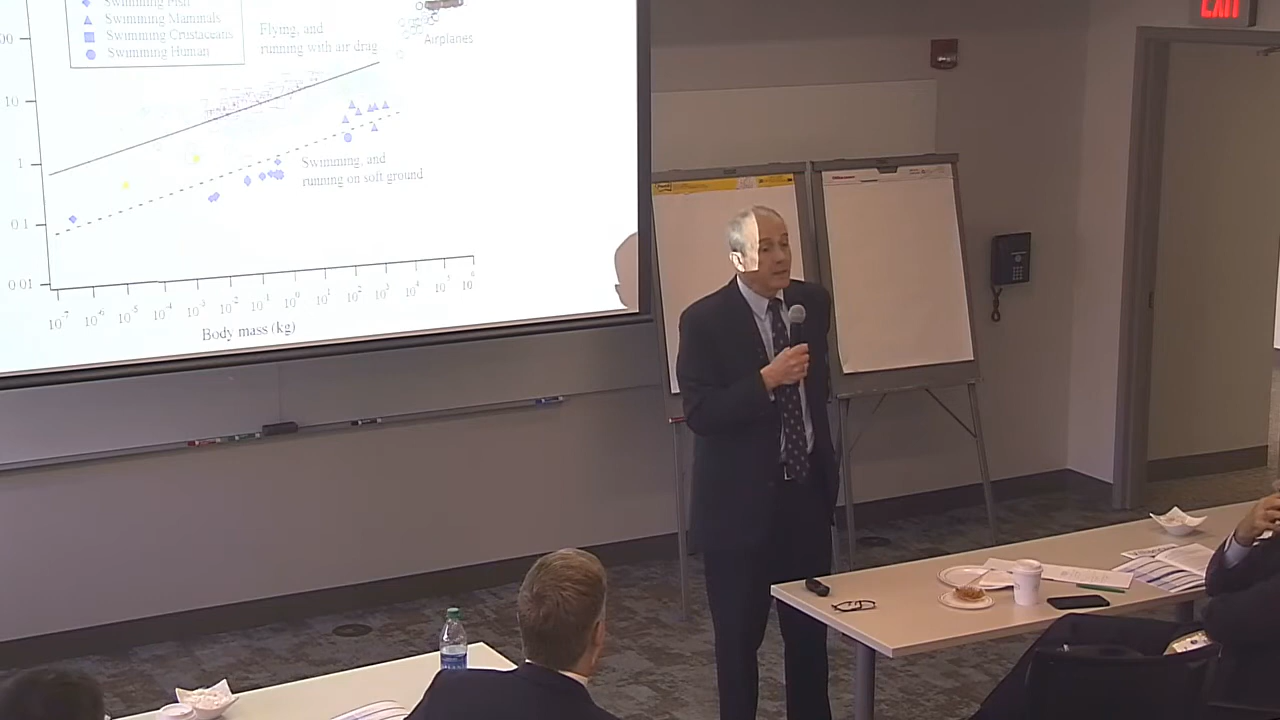 Swimming Fish
Swimming Mammals
Swimming Crustaceans
Swimming Human
Flying, and
running with air drag
Airplanes
Swimming, and
running on soft ground
00
10
1
0.1
0.01
10⁻⁷
10⁻⁶
10⁻⁵
10⁻⁴
10⁻³
10⁻²
10⁻¹
10⁰
10¹
10²
10³
10⁴
10⁵
Body mass (kg)
EXIT